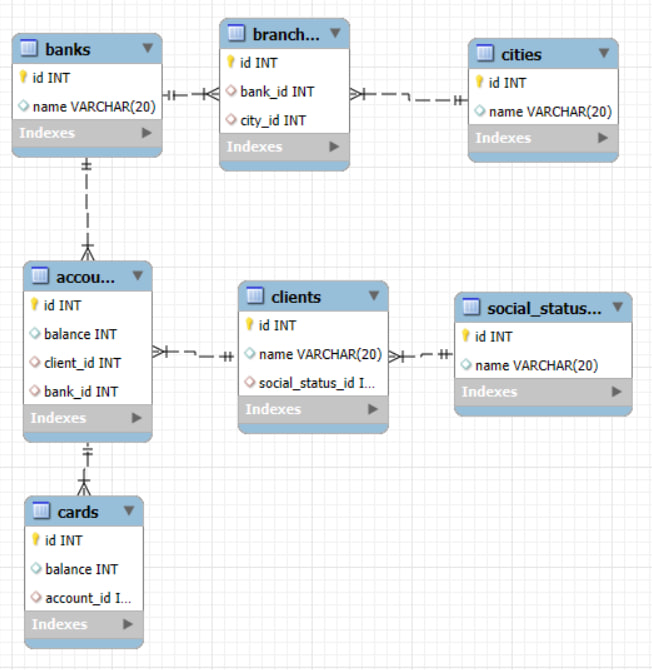 banks
id INT
name VARCHAR(20)
Indexes
branch...
id INT
bank_id INT
city_id INT
Indexes
cities
id INT
name VARCHAR(20)
Indexes
accou...
id INT
balance INT
client_id INT
bank_id INT
Indexes
clients
id INT
name VARCHAR(20)
social_status_id I...
Indexes
social_status...
id INT
name VARCHAR(20)
Indexes
cards
id INT
balance INT
account_id I...
Indexes